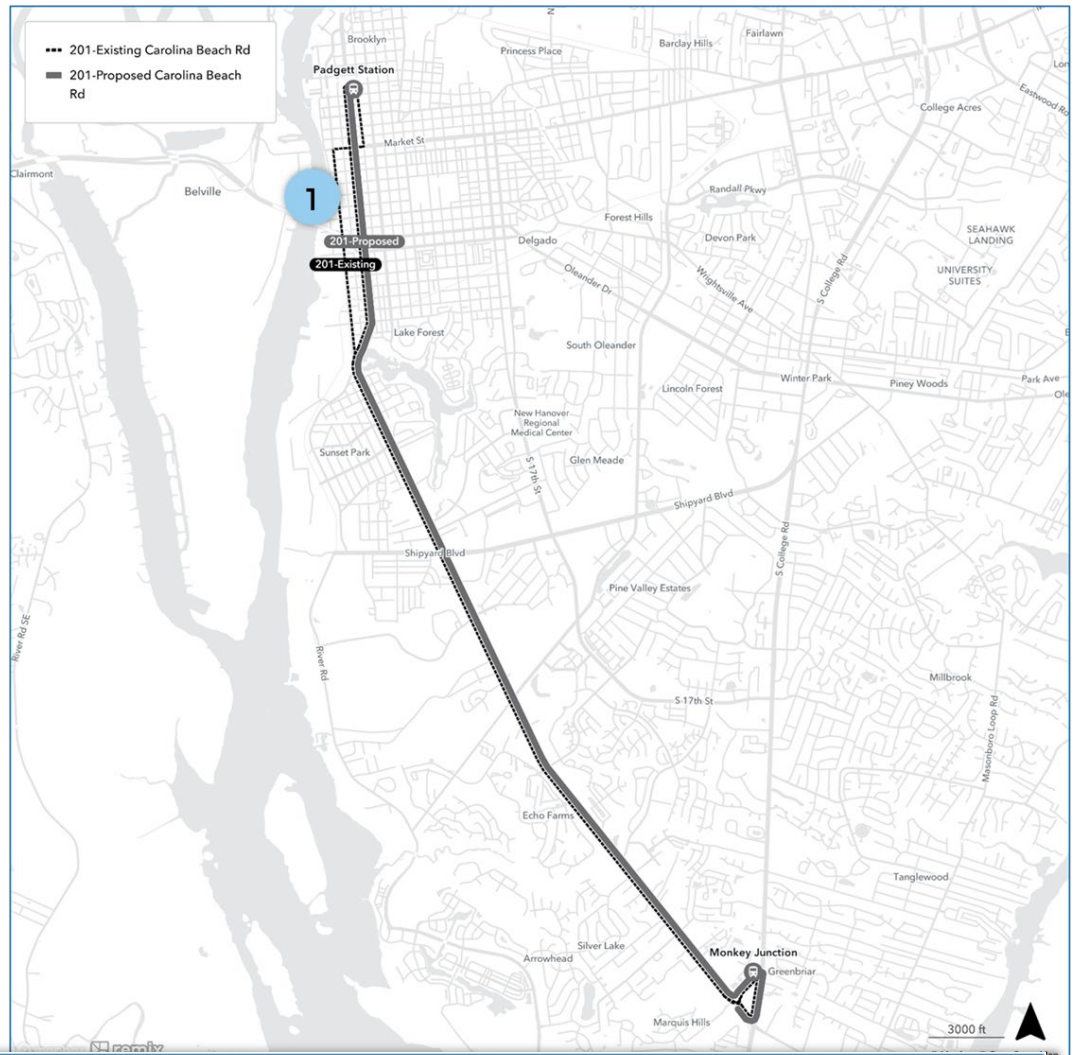 201-Existing Carolina Beach Rd
201-Proposed Carolina Beach
Rd
N
Brooklyn
Princess Place
Barclay Hills
Fairlawn
Padgett Station
Eastwood Rd
College Acres
Market St
Clairmont
Belville
1
Randall Pkwy
Forest Hills
Devon Park
SEAHAWK
LANDING
201-Proposed
Delgado
201-Existing
Oleander Dr
Wrightsville Ave
S College Rd
UNIVERSITY
SUITES
Lake Forest
South Oleander
Winter Park
Piney Woods
Park Ave
Lincoln Forest
New Hanover
Regional
Medical Center
Sunset Park
Glen Meade
S 17th St
Shipyard Blvd
Shipyard Blvd
S College Rd
Pine Valley Estates
River Rd SE
River Rd
Millbrook
S 17th St
Masonboro Loop Rd
Echo Farms
Tanglewood
Silver Lake
Monkey Junction
Arrowhead
Greenbriar
Marquis Hills
3000 ft
remix